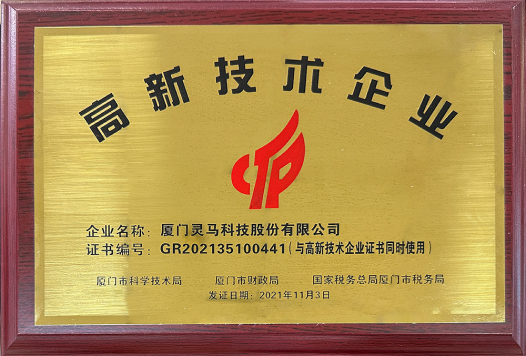 高新技术企业
CTP
企业名称：厦门灵马科技股份有限公司
证书编号：GR202135100441（与高新技术企业证书同时使用）
厦门市科学技术局 厦门市财政局 国家税务总局厦门市税务局
发证日期：2021年11月3日